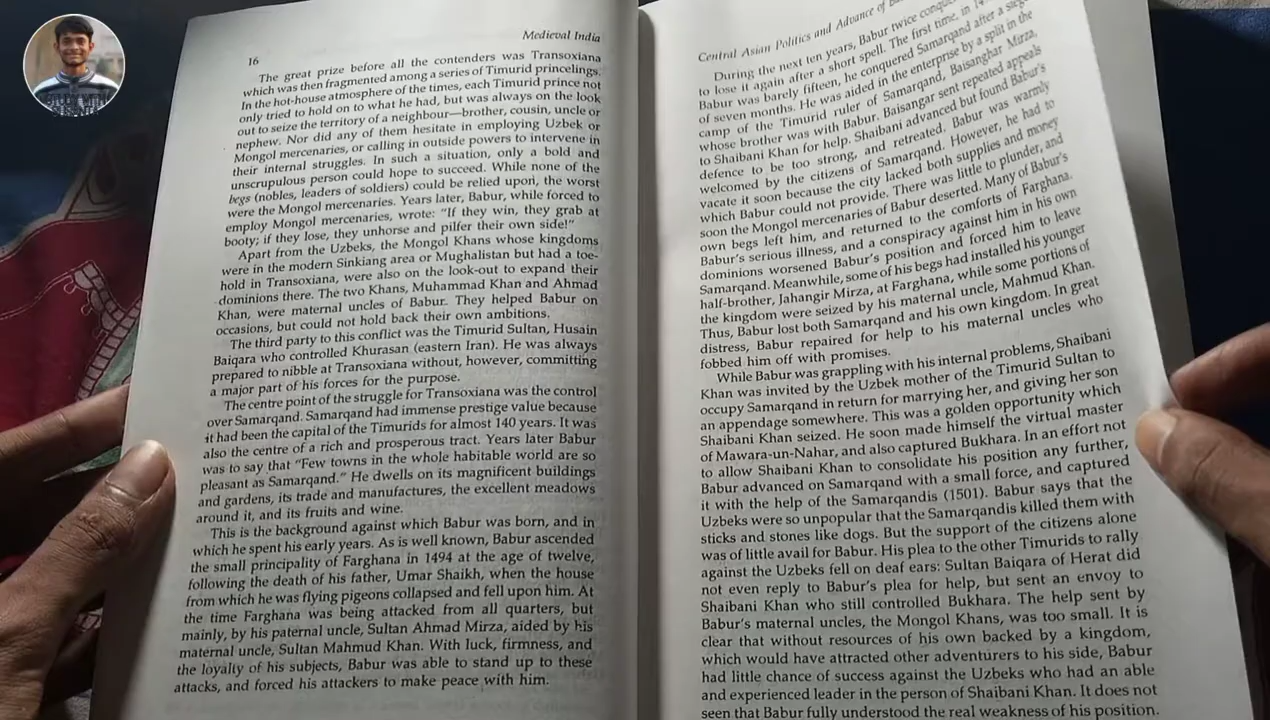 16
Medieval India
The great prize before all the contenders was Transoxiana
which was then fragmented among a series of Timurid princelings.
In the hot-house atmosphere of the times, each Timurid prince not
only tried to hold on to what he had, but was always on the look
out to seize the territory of a neighbour—brother, cousin, uncle or
nephew. Nor did any of them hesitate in employing Uzbek or
Mongol mercenaries, or calling in outside powers to intervene in
their internal struggles. In such a situation, only a bold and
unscrupulous person could hope to succeed. While none of the
begs (nobles, leaders of soldiers) could be relied upon, the worst
were the Mongol mercenaries. Years later, Babur, while forced to
employ Mongol mercenaries, wrote: "If they win, they grab at
booty; if they lose, they unhorse and pilfer their own side!"
Apart from the Uzbeks, the Mongol Khans whose kingdoms
were in the modern Sinkiang area or Mughalistan but had a toe-
hold in Transoxiana, were also on the look-out to expand their
dominions there. The two Khans, Muhammad Khan and Ahmad
Khan, were maternal uncles of Babur. They helped Babur on
occasions, but could not hold back their own ambitions.
The third party to this conflict was the Timurid Sultan, Husain
Baiqara who controlled Khurasan (eastern Iran). He was always
prepared to nibble at Transoxiana without, however, committing
a major part of his forces for the purpose.
The centre point of the struggle for Transoxiana was the control
over Samarqand. Samarqand had immense prestige value because
it had been the capital of the Timurids for almost 140 years. It was
also the centre of a rich and prosperous tract. Years later Babur
was to say that "Few towns in the whole habitable world are so
pleasant as Samarqand." He dwells on its magnificent buildings
and gardens, its trade and manufactures, the excellent meadows
around it, and its fruits and wine.
This is the background against which Babur was born, and in
which he spent his early years. As is well known, Babur ascended
the small principality of Farghana in 1494 at the age of twelve,
following the death of his father, Umar Shaikh, when the house
from which he was flying pigeons collapsed and fell upon him. At
the time Farghana was being attacked from all quarters, but
mainly, by his paternal uncle, Sultan Ahmad Mirza, aided by his
maternal uncle, Sultan Mahmud Khan. With luck, firmness, and
the loyalty of his subjects, Babur was able to stand up to these
attacks, and forced his attackers to make peace with him.
Central Asian Politics and Advance of
During the next ten years, Babur twice
to lose it again after a short spell. The first time, in
Babur was barely fifteen, he conquered Samarqand after a
of seven months. He was aided in the enterprise by a split in the
camp of the Timurid ruler of Samarqand, Baisanghar Mirza,
whose brother was with Babur. Baisangar sent repeated appeals
to Shaibani Khan for help. Shaibani advanced but found Babur's
defence to be too strong, and retreated. Babur was warmly
welcomed by the citizens of Samarqand. However, he had to
vacate it soon because the city lacked both supplies and money
which Babur could not provide. There was little to plunder, and
soon the Mongol mercenaries of Babur deserted. Many of Babur's
own begs left him, and returned to the comforts of Farghana.
Babur's serious illness, and a conspiracy against him in his own
dominions worsened Babur's position and forced him to leave
Samarqand. Meanwhile, some of his begs had installed his younger
half-brother, Jahangir Mirza, at Farghana, while some portions of
the kingdom were seized by his maternal uncle, Mahmud Khan.
Thus, Babur lost both Samarqand and his own kingdom. In great
distress, Babur repaired for help to his maternal uncles who
fobbed him off with promises.
While Babur was grappling with his internal problems, Shaibani
Khan was invited by the Uzbek mother of the Timurid Sultan to
occupy Samarqand in return for marrying her, and giving her son
an appendage somewhere. This was a golden opportunity which
Shaibani Khan seized. He soon made himself the virtual master
of Mawara-un-Nahar, and also captured Bukhara. In an effort not
to allow Shaibani Khan to consolidate his position any further,
Babur advanced on Samarqand with a small force, and captured
it with the help of the Samarqandis (1501). Babur says that the
Uzbeks were so unpopular that the Samarqandis killed them with
sticks and stones like dogs. But the support of the citizens alone
was of little avail for Babur. His plea to the other Timurids to rally
against the Uzbeks fell on deaf ears: Sultan Baiqara of Herat did
not even reply to Babur's plea for help, but sent an envoy to
Shaibani Khan who still controlled Bukhara. The help sent by
Babur's maternal uncles, the Mongol Khans, was too small. It is
clear that without resources of his own backed by a kingdom,
which would have attracted other adventurers to his side, Babur
had little chance of success against the Uzbeks who had an able
and experienced leader in the person of Shaibani Khan. It does not
seen that Babur fully understood the real weakness of his position.